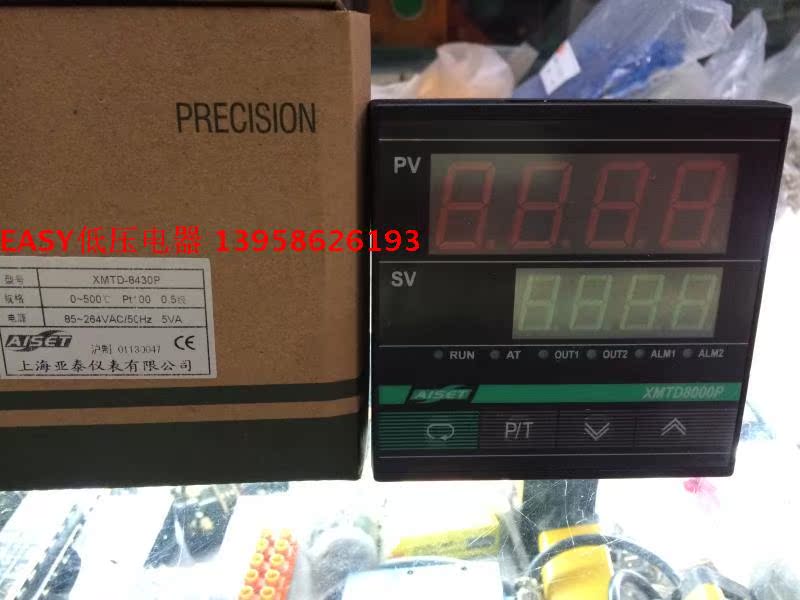 PRECISION
EASY低压电器 13958626193
型号 XMTD-8430P
规格 0~500℃ Pt100 0.5级
电源 85~264VAC/50Hz 5VA
AISET 沪制 01130047 CE
上海亚泰仪表有限公司
PV
SV
RUN AT OUT1 OUT2 ALM1 ALM2
AISET XMTD8000P
P/T